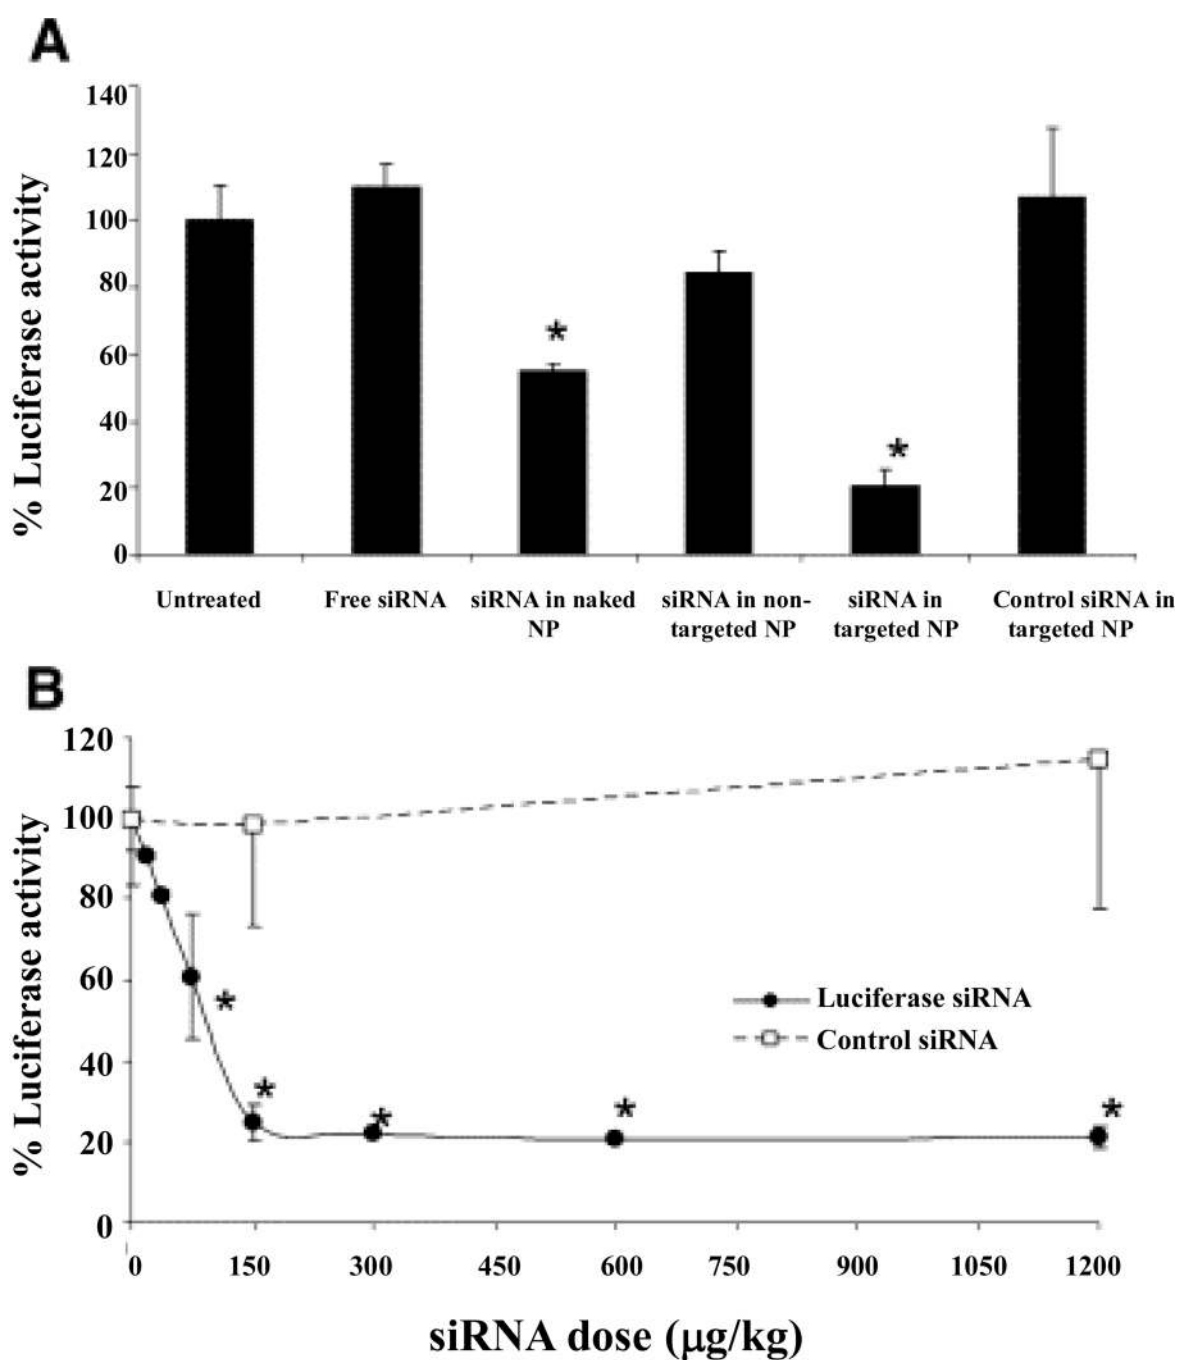 A
140
120
100
80
60
40
20
0
% Luciferase activity
*
*
Untreated
Free siRNA
siRNA in naked
NP
siRNA in non-
targeted NP
siRNA in
targeted NP
Control siRNA in
targeted NP
B
120
100
80
60
40
20
0
% Luciferase activity
*
*
*
*
*
Luciferase siRNA
Control siRNA
0 150 300 450 600 750 900 1050 1200
siRNA dose (μg/kg)